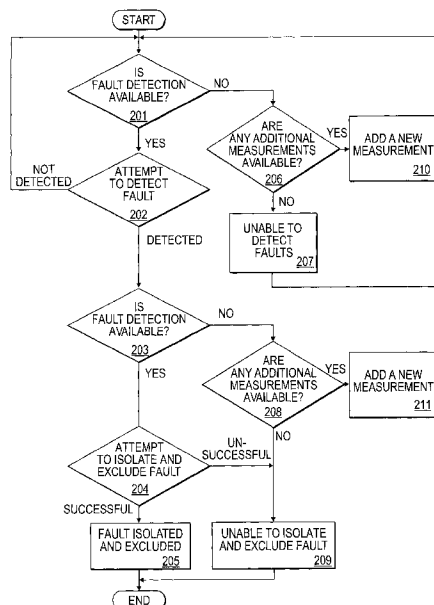 START
IS
FAULT DETECTION
AVAILABLE?
201
NO
YES
ARE
ANY ADDITIONAL
MEASUREMENTS
AVAILABLE?
206
YES
ADD A NEW
MEASUREMENT
210
NOT
DETECTED
ATTEMPT
TO DETECT
FAULT
202
NO
UNABLE TO
DETECT
FAULTS
207
DETECTED
IS
FAULT DETECTION
AVAILABLE?
203
NO
YES
ARE
ANY ADDITIONAL
MEASUREMENTS
AVAILABLE?
208
YES
ADD A NEW
MEASUREMENT
211
NO
ATTEMPT
TO ISOLATE AND
EXCLUDE FAULT
204
UN-
SUCCESSFUL
SUCCESSFUL
FAULT ISOLATED
AND EXCLUDED
205
UNABLE TO ISOLATE
AND EXCLUDE FAULT
209
END